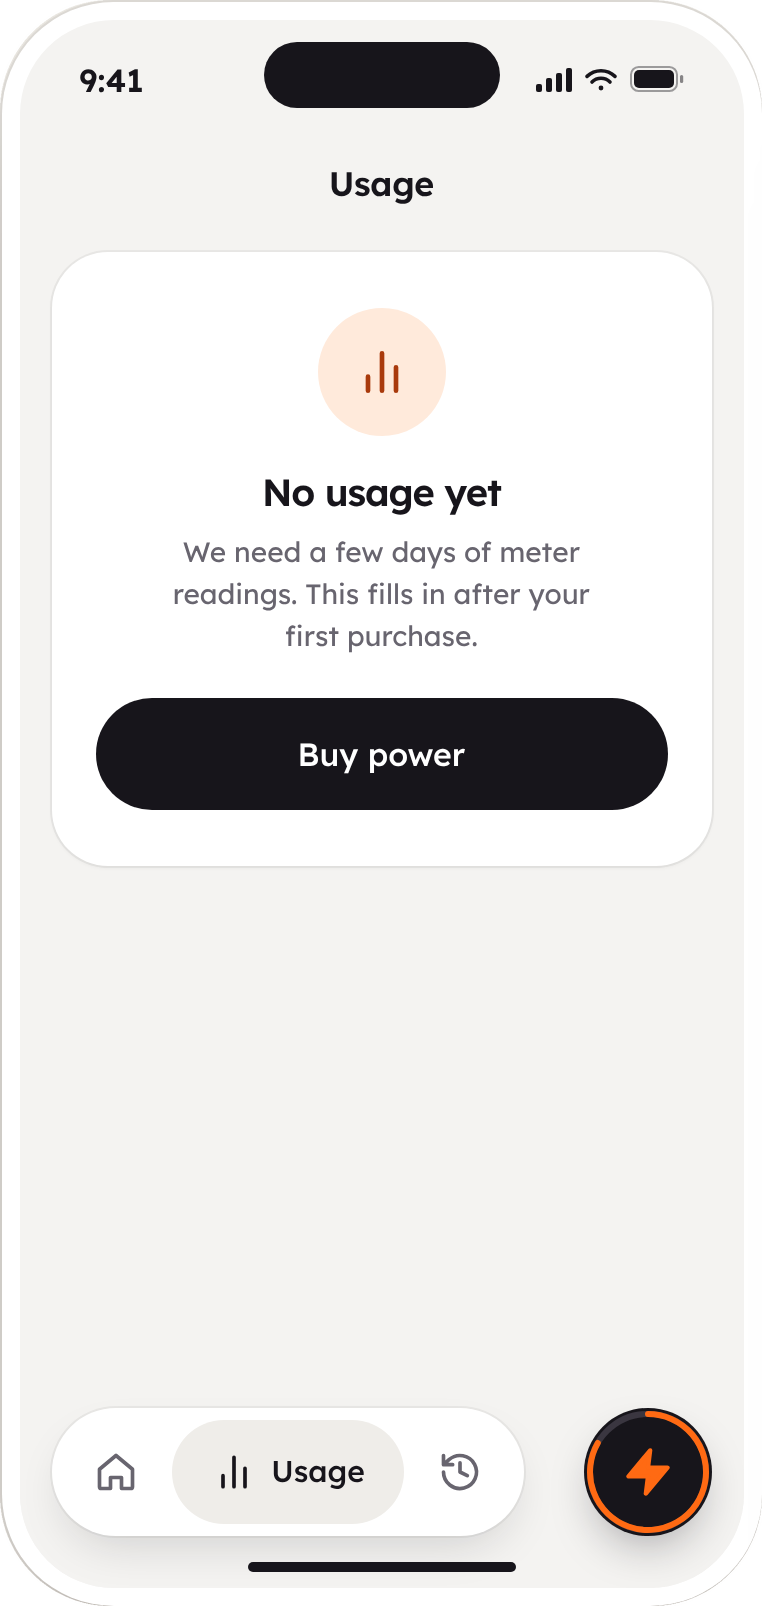 9:41
Usage
No usage yet
We need a few days of meter
readings. This fills in after your
first purchase.
Buy power
Usage